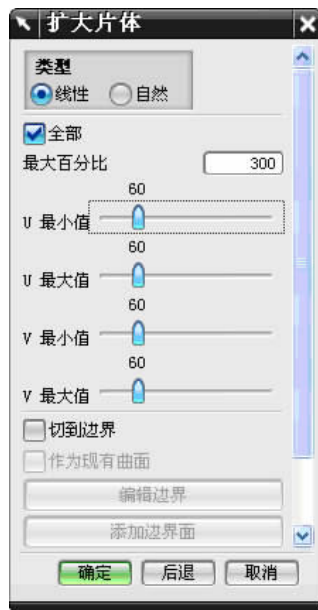 扩大片体
类型
线性 自然
全部
最大百分比 300
60
U 最小值
60
U 最大值
60
V 最小值
60
V 最大值
切到边界
作为现有曲面
编辑边界
添加边界面
确定 后退 取消